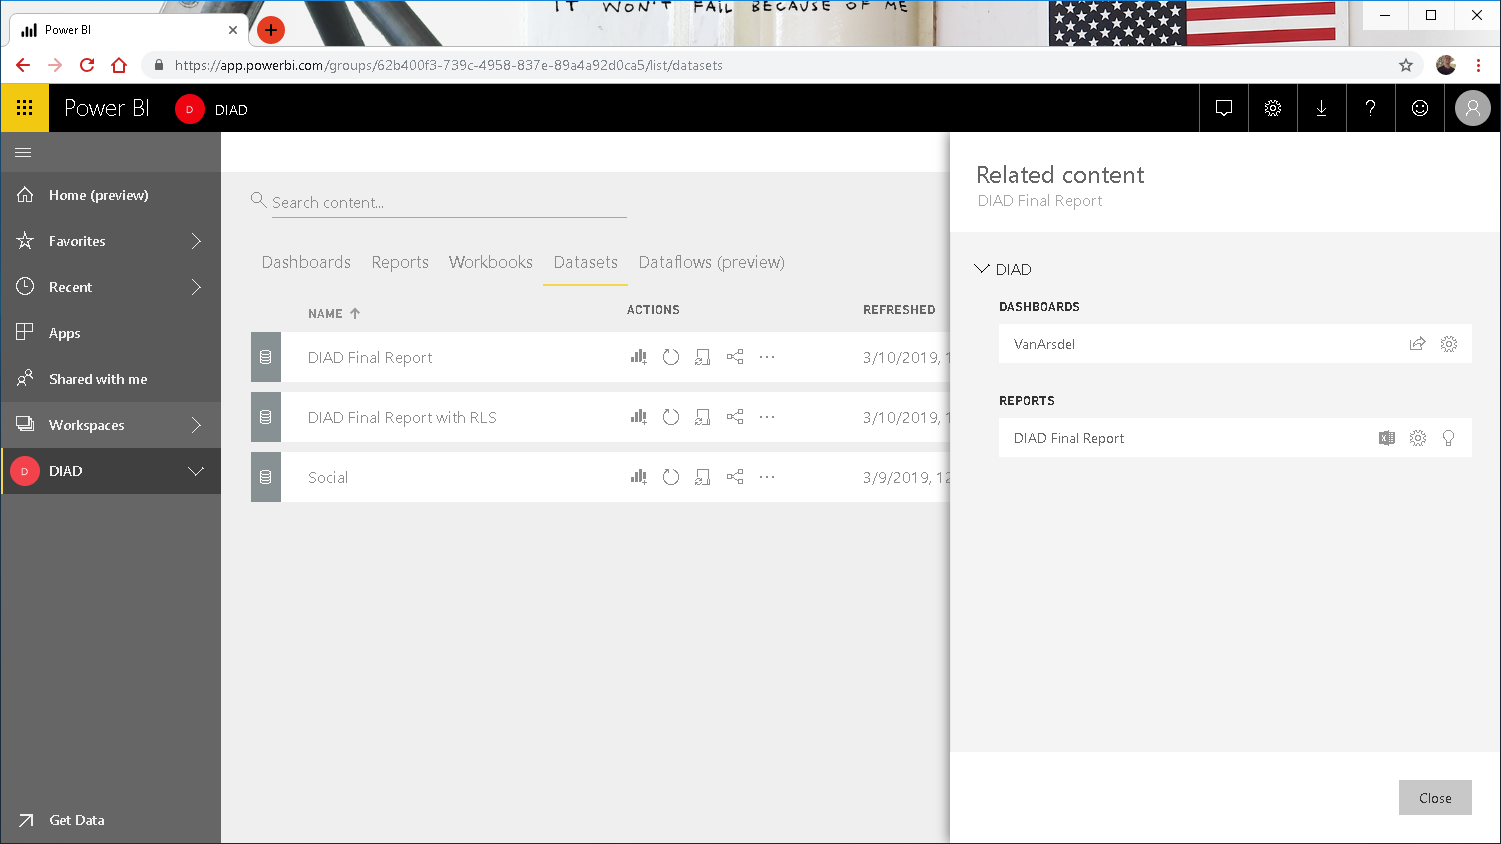 IT WON'T FAIL BECAUSE OF ME
Power BI
https://app.powerbi.com/groups/62b400f3-739c-4958-837e-89a4a92d0ca5/list/datasets
Power BI D DIAD ?
Home (preview)
Favorites
Recent
Apps
Shared with me
Workspaces
D DIAD
Get Data
Search content...
Dashboards Reports Workbooks Datasets Dataflows (preview)
NAME ACTIONS REFRESHED
DIAD Final Report 3/10/2019, 1
DIAD Final Report with RLS 3/10/2019, 1
Social 3/9/2019, 12
Related content
DIAD Final Report
DIAD
DASHBOARDS
VanArsdel
REPORTS
DIAD Final Report
Close